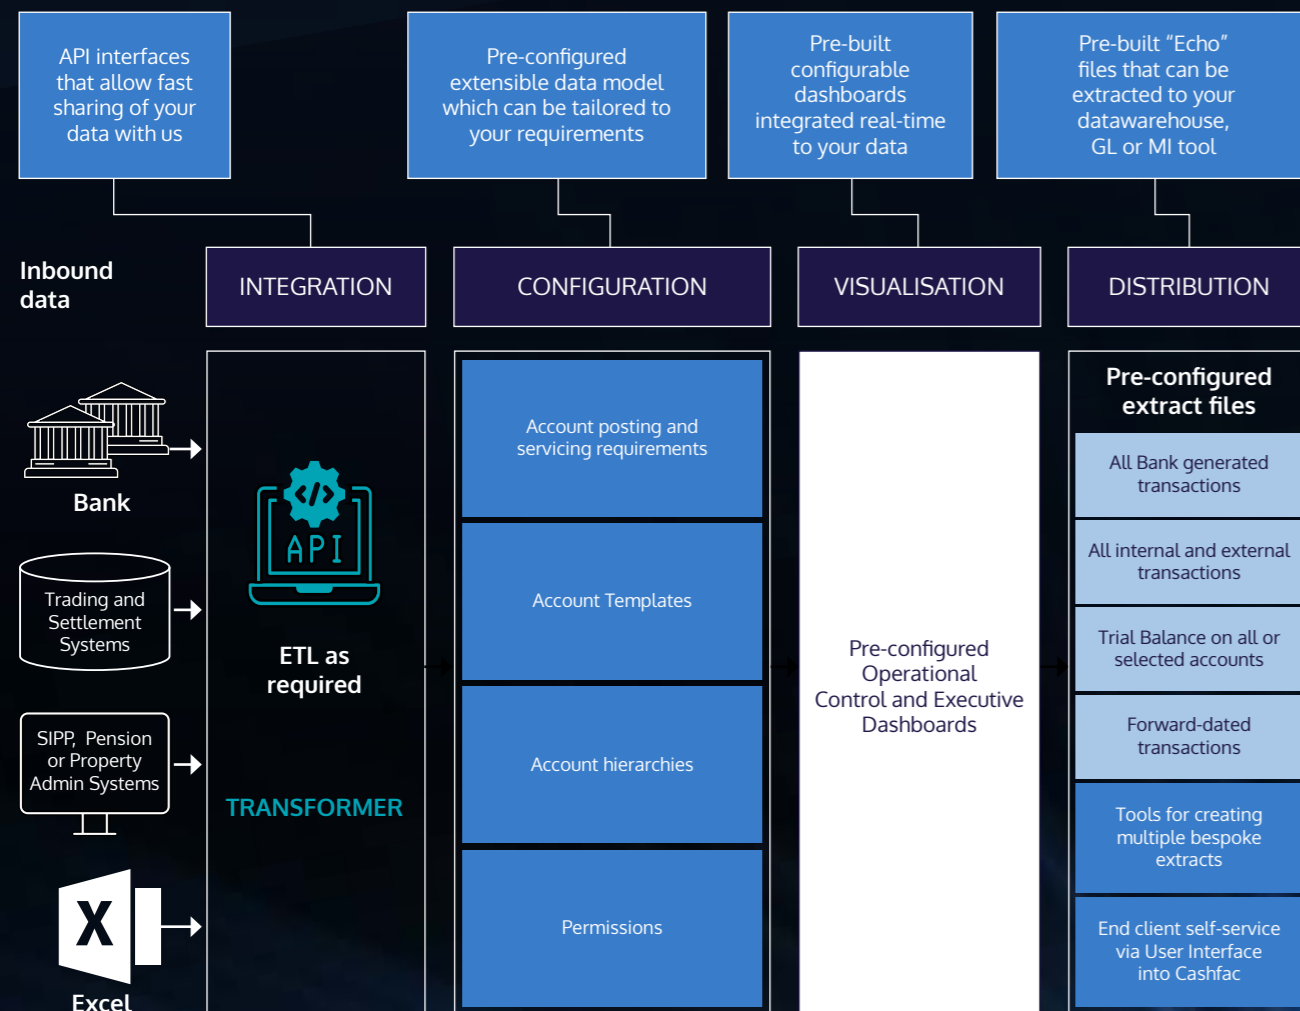 API interfaces
that allow fast
sharing of your
data with us
Pre-configured
extensible data model
which can be tailored to
your requirements
Pre-built
configurable
dashboards
integrated real-time
to your data
Pre-built “Echo”
files that can be
extracted to your
datawarehouse,
GL or MI tool
Inbound
data
INTEGRATION
CONFIGURATION
VISUALISATION
DISTRIBUTION
Bank
Trading and
Settlement
Systems
SIPP, Pension
or Property
Admin Systems
X
Excel
</>
API
ETL as
required
TRANSFORMER
Account posting and
servicing requirements
Account Templates
Account hierarchies
Permissions
Pre-configured
Operational
Control and Executive
Dashboards
Pre-configured
extract files
All Bank generated
transactions
All internal and external
transactions
Trial Balance on all or
selected accounts
Forward-dated
transactions
Tools for creating
multiple bespoke
extracts
End client self-service
via User Interface
into Cashfac